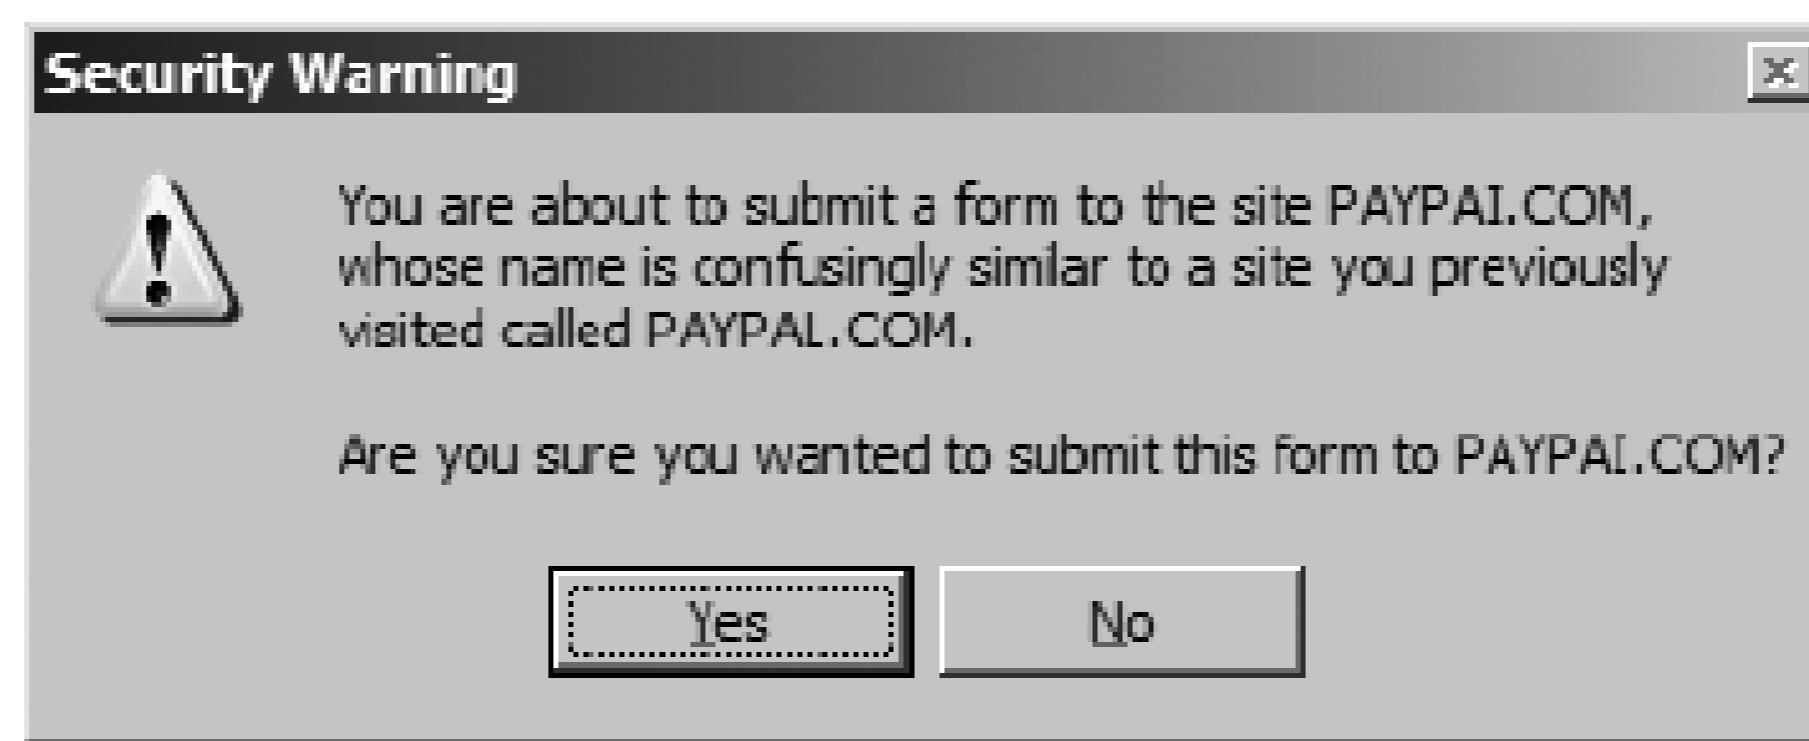 Security Warning
You are about to submit a form to the site PAYPAI.COM,
whose name is confusingly similar to a site you previously
visited called PAYPAL.COM.
Are you sure you wanted to submit this form to PAYPAI.COM?
Yes
No